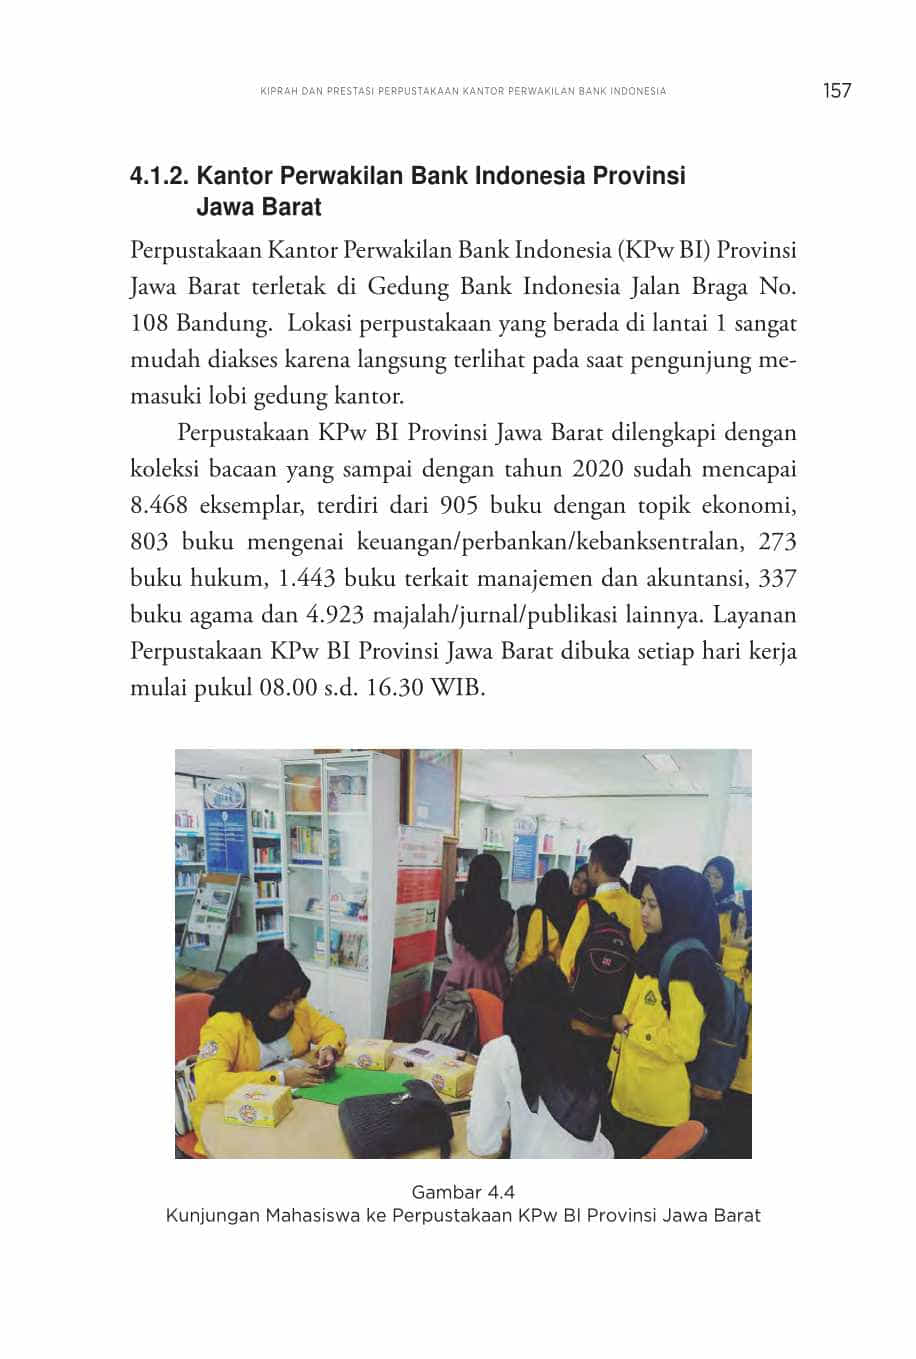 KIPRAH DAN PRESTASI PERPUSTAKAAN KANTOR PERWAKILAN BANK INDONESIA 157
4.1.2. Kantor Perwakilan Bank Indonesia Provinsi
Jawa Barat
Perpustakaan Kantor Perwakilan Bank Indonesia (KPw BI) Provinsi
Jawa Barat terletak di Gedung Bank Indonesia Jalan Braga No.
108 Bandung. Lokasi perpustakaan yang berada di lantai 1 sangat
mudah diakses karena langsung terlihat pada saat pengunjung me-
masuki lobi gedung kantor.
Perpustakaan KPw BI Provinsi Jawa Barat dilengkapi dengan
koleksi bacaan yang sampai dengan tahun 2020 sudah mencapai
8.468 eksemplar, terdiri dari 905 buku dengan topik ekonomi,
803 buku mengenai keuangan/perbankan/kebanksentralan, 273
buku hukum, 1.443 buku terkait manajemen dan akuntansi, 337
buku agama dan 4.923 majalah/jurnal/publikasi lainnya. Layanan
Perpustakaan KPw BI Provinsi Jawa Barat dibuka setiap hari kerja
mulai pukul 08.00 s.d. 16.30 WIB.
Gambar 4.4
Kunjungan Mahasiswa ke Perpustakaan KPw BI Provinsi Jawa Barat